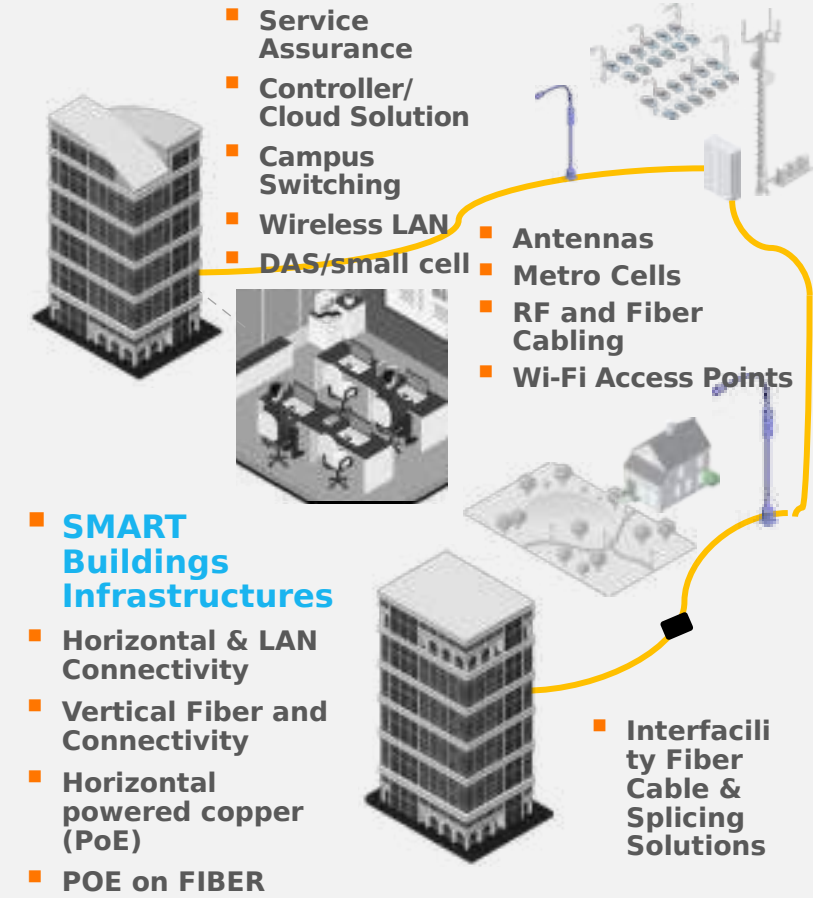 Service
Assurance
Controller/
Cloud Solution
Campus
Switching
Wireless LAN
DAS/small cell
Antennas
Metro Cells
RF and Fiber
Cabling
Wi-Fi Access Points
SMART
Buildings
Infrastructures
Horizontal & LAN
Connectivity
Vertical Fiber and
Connectivity
Horizontal
powered copper
(PoE)
POE on FIBER
Interfacili
ty Fiber
Cable &
Splicing
Solutions